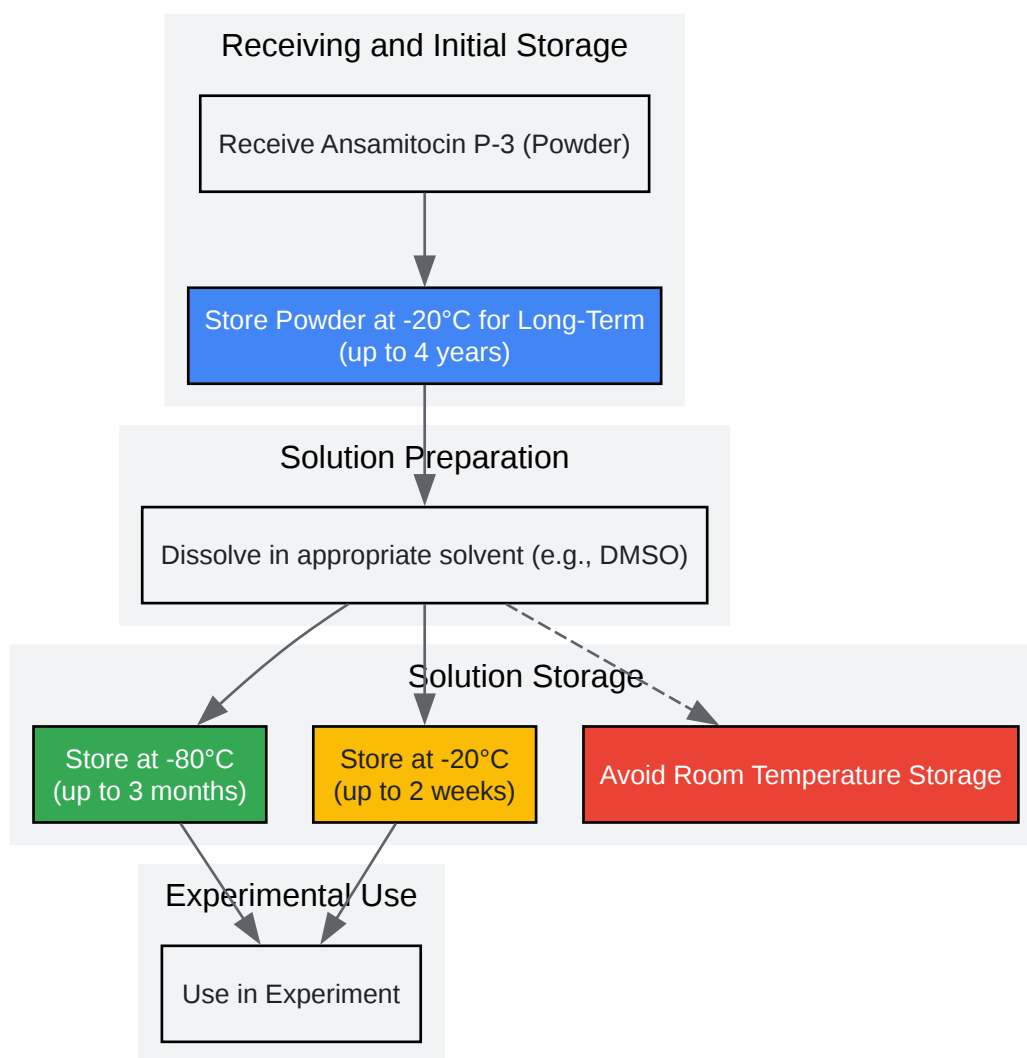 Receiving and Initial Storage
Receive Ansamitocin P-3 (Powder)
Store Powder at -20°C for Long-Term
(up to 4 years)
Solution Preparation
Dissolve in appropriate solvent (e.g., DMSO)
Solution Storage
Store at -80°C
(up to 3 months)
Store at -20°C
(up to 2 weeks)
Avoid Room Temperature Storage
Experimental Use
Use in Experiment